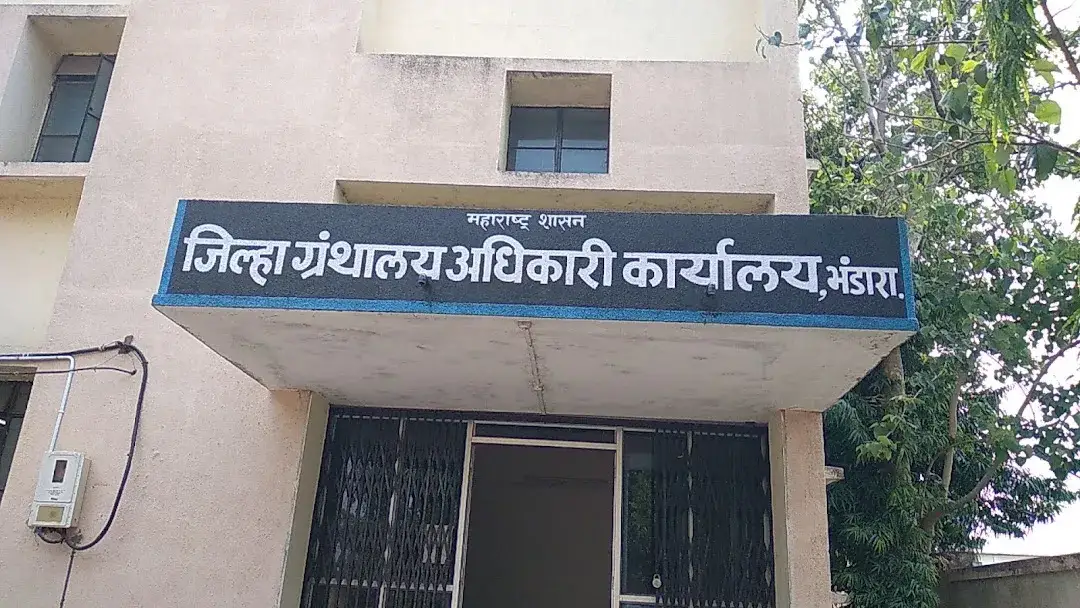 महाराष्ट्र शासन
जिल्हा ग्रंथालय अधिकारी कार्यालय, भंडारा.